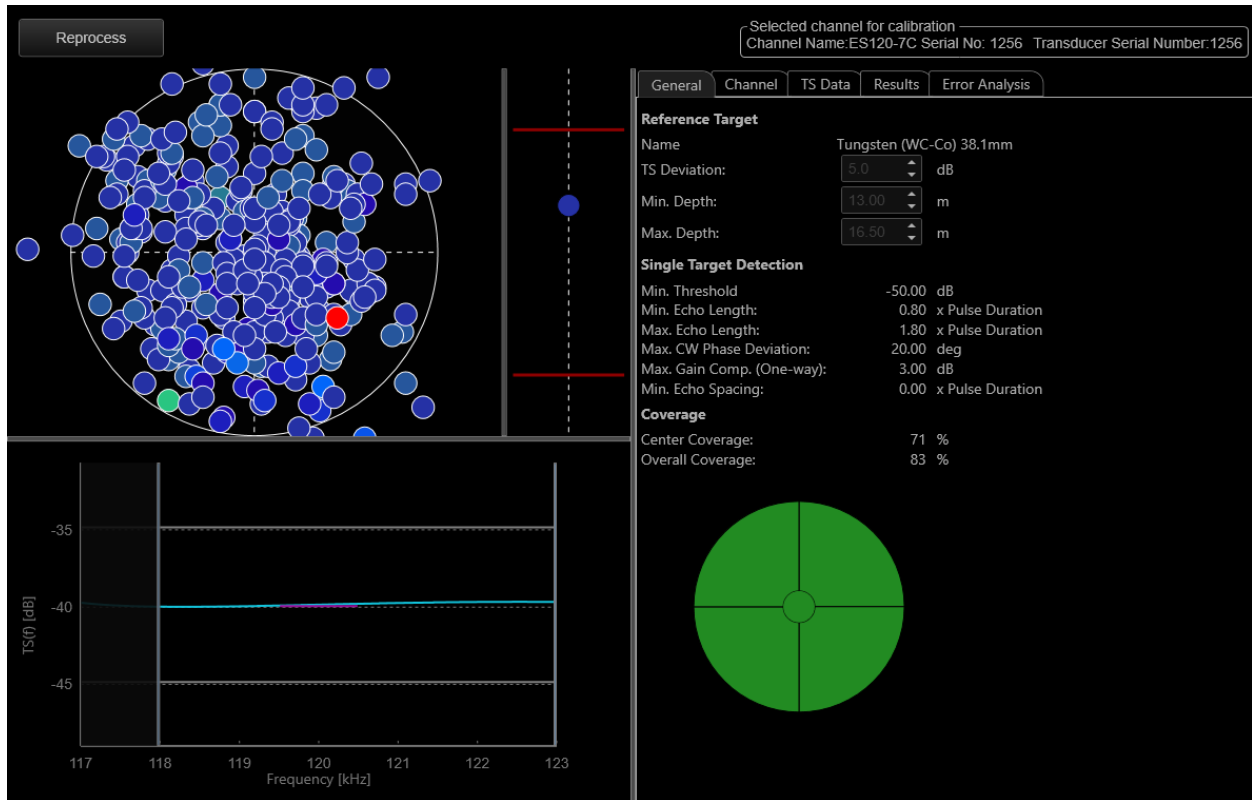 Reprocess
Selected channel for calibration
Channel Name:ES120-7C Serial No: 1256 Transducer Serial Number:1256
General Channel TS Data Results Error Analysis
Reference Target
Name Tungsten (WC-Co) 38.1mm
TS Deviation: 5.0 dB
Min. Depth: 13.00 m
Max. Depth: 16.50 m
Single Target Detection
Min. Threshold -50.00 dB
Min. Echo Length: 0.80 x Pulse Duration
Max. Echo Length: 1.80 x Pulse Duration
Max. CW Phase Deviation: 20.00 deg
Max. Gain Comp. (One-way): 3.00 dB
Min. Echo Spacing: 0.00 x Pulse Duration
Coverage
Center Coverage: 71 %
Overall Coverage: 83 %
-35
-40
-45
TS(f) [dB]
117 118 119 120 121 122 123
Frequency [kHz]